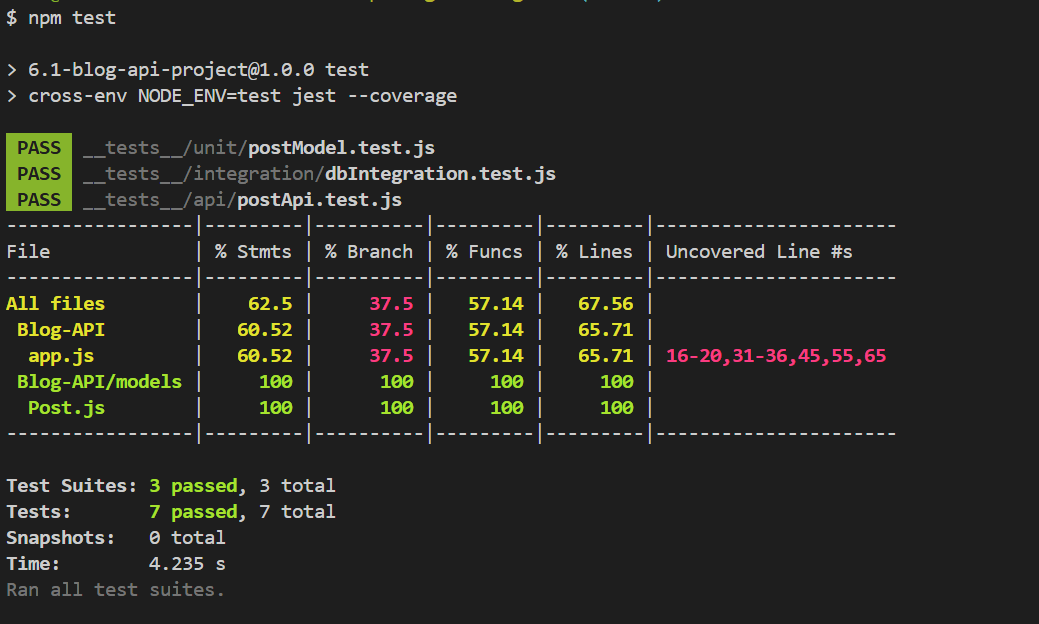 $ npm test
> 6.1-blog-api-project@1.0.0 test
> cross-env NODE_ENV=test jest --coverage
PASS __tests__/unit/postModel.test.js
PASS __tests__/integration/dbIntegration.test.js
PASS __tests__/api/postApi.test.js
-----------------|---------|----------|---------|---------|----------------------
File             | % Stmts | % Branch | % Funcs | % Lines | Uncovered Line #s
-----------------|---------|----------|---------|---------|----------------------
All files        |    62.5 |     37.5 |   57.14 |   67.56 |
 Blog-API        |   60.52 |     37.5 |   57.14 |   65.71 |
  app.js         |   60.52 |     37.5 |   57.14 |   65.71 | 16-20,31-36,45,55,65
 Blog-API/models |     100 |      100 |     100 |     100 |
  Post.js        |     100 |      100 |     100 |     100 |
-----------------|---------|----------|---------|---------|----------------------
Test Suites: 3 passed, 3 total
Tests:       7 passed, 7 total
Snapshots:   0 total
Time:        4.235 s
Ran all test suites.